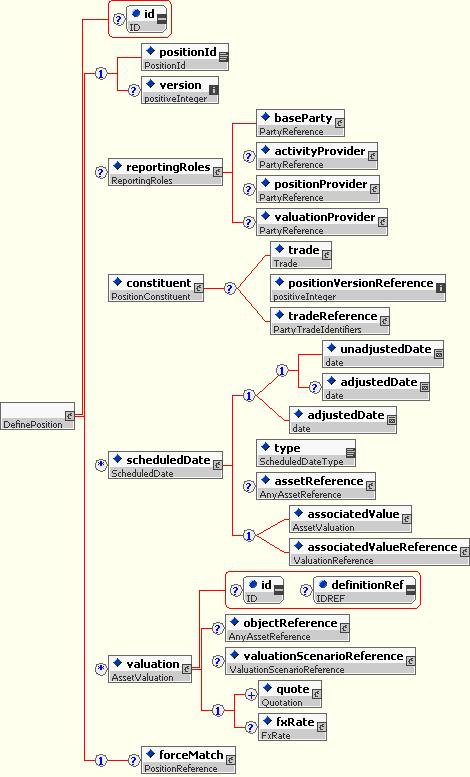 id
ID
positionId
PositionId
version
positiveInteger
baseParty
PartyReference
activityProvider
PartyReference
reportingRoles
ReportingRoles
positionProvider
PartyReference
valuationProvider
PartyReference
trade
Trade
constituent
PositionConstituent
positionVersionReference
positiveInteger
tradeReference
PartyTradeIdentifiers
unadjustedDate
date
adjustedDate
date
adjustedDate
date
DefinePosition
scheduledDate
ScheduledDate
type
ScheduledDateType
assetReference
AnyAssetReference
associatedValue
AssetValuation
associatedValueReference
ValuationReference
id
ID
definitionRef
IDREF
objectReference
AnyAssetReference
valuation
AssetValuation
valuationScenarioReference
ValuationScenarioReference
quote
Quotation
fxRate
FxRate
forceMatch
PositionReference